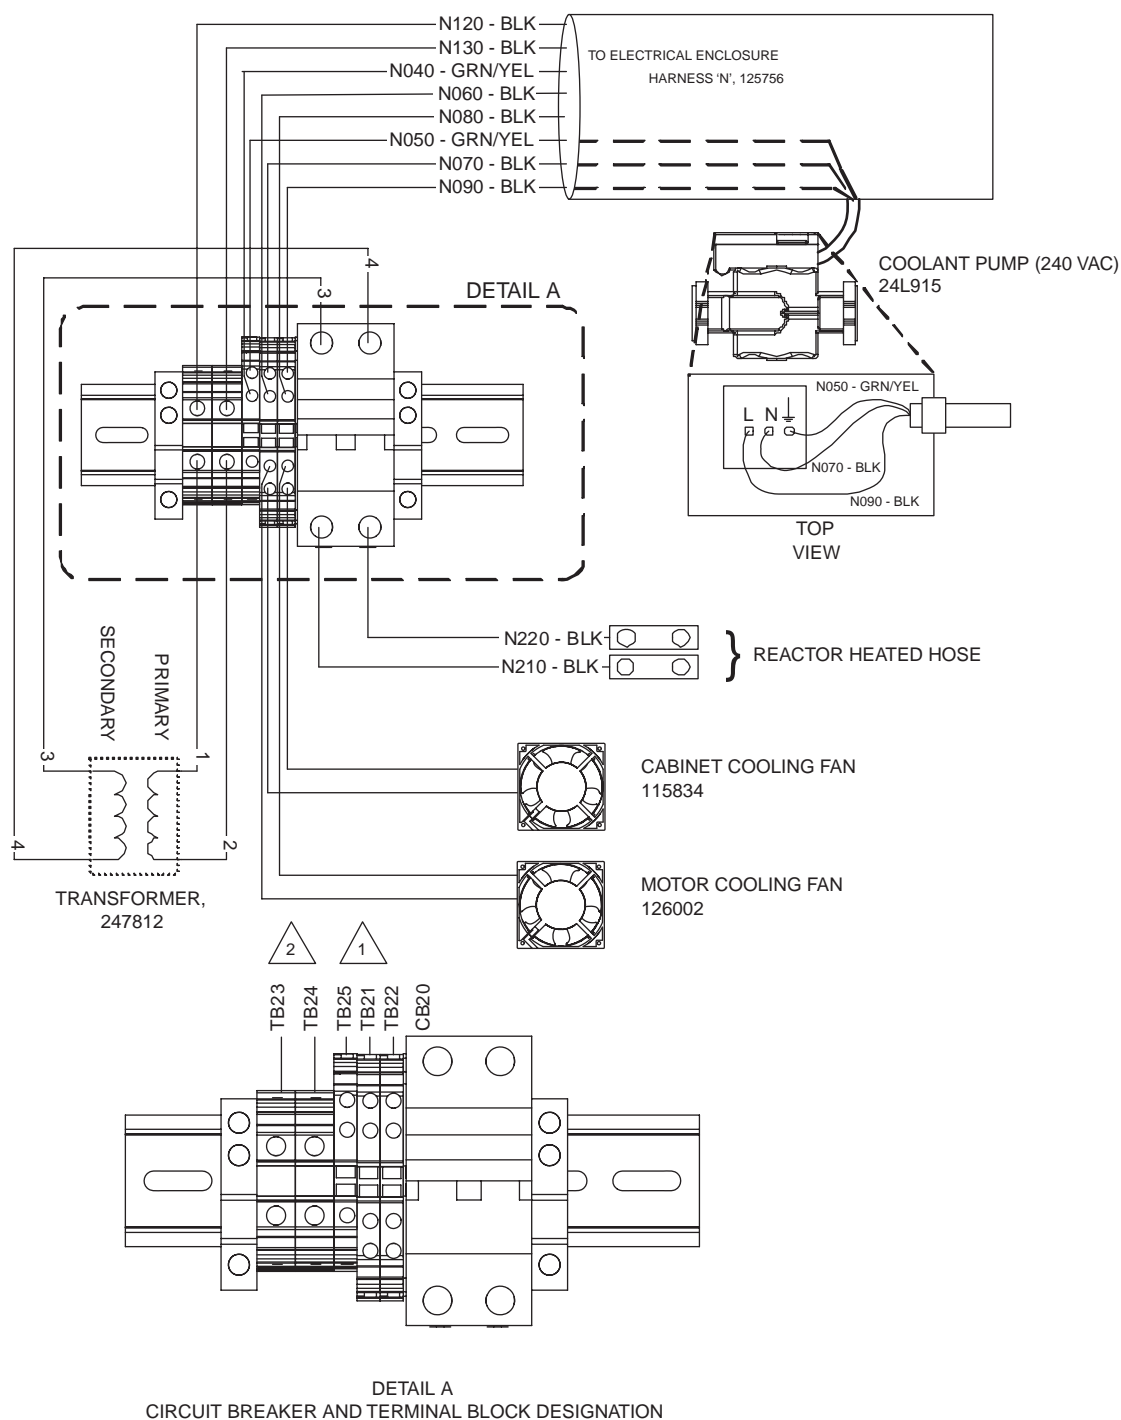 N120 - BLK
N130 - BLK
N040 - GRN/YEL
N060 - BLK
N080 - BLK
N050 - GRN/YEL
N070 - BLK
N090 - BLK
TO ELECTRICAL ENCLOSURE
HARNESS ‘N’, 125756
4
3
DETAIL A
COOLANT PUMP (240 VAC)
24L915
N050 - GRN/YEL
L N
N070 - BLK
N090 - BLK
TOP
VIEW
N220 - BLK
N210 - BLK
} REACTOR HEATED HOSE
SECONDARY
PRIMARY
3
1
4
2
TRANSFORMER,
247812
CABINET COOLING FAN
115834
MOTOR COOLING FAN
126002
2
1
TB23
TB24
TB25
TB21
TB22
CB20
DETAIL A
CIRCUIT BREAKER AND TERMINAL BLOCK DESIGNATION